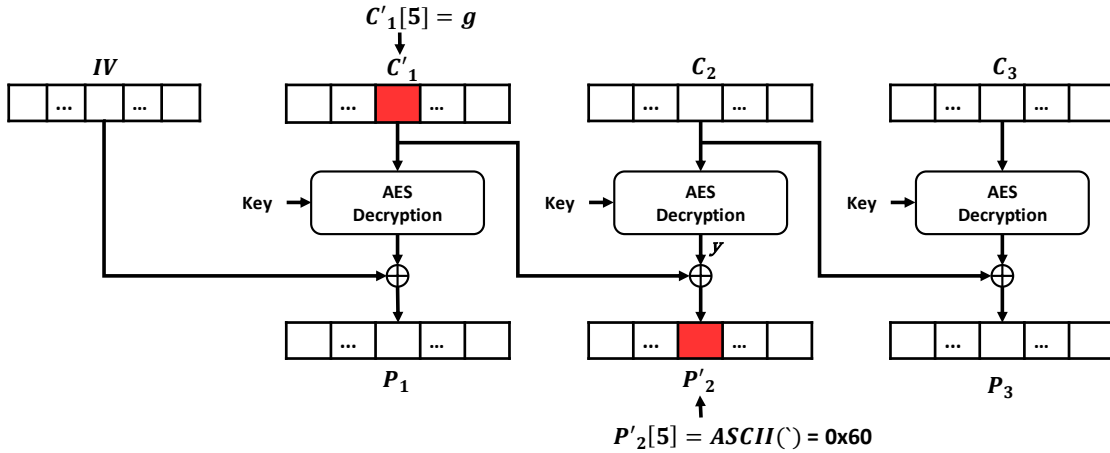 C'₁[5] = g
IV C'₁ C₂ C₃
... ... ... ... ... ... ... ...
Key AES Decryption Key AES Decryption Key AES Decryption
y
... ... ... ... ... ...
P₁ P'₂ P₃
P'₂[5] = ASCII(`) = 0x60